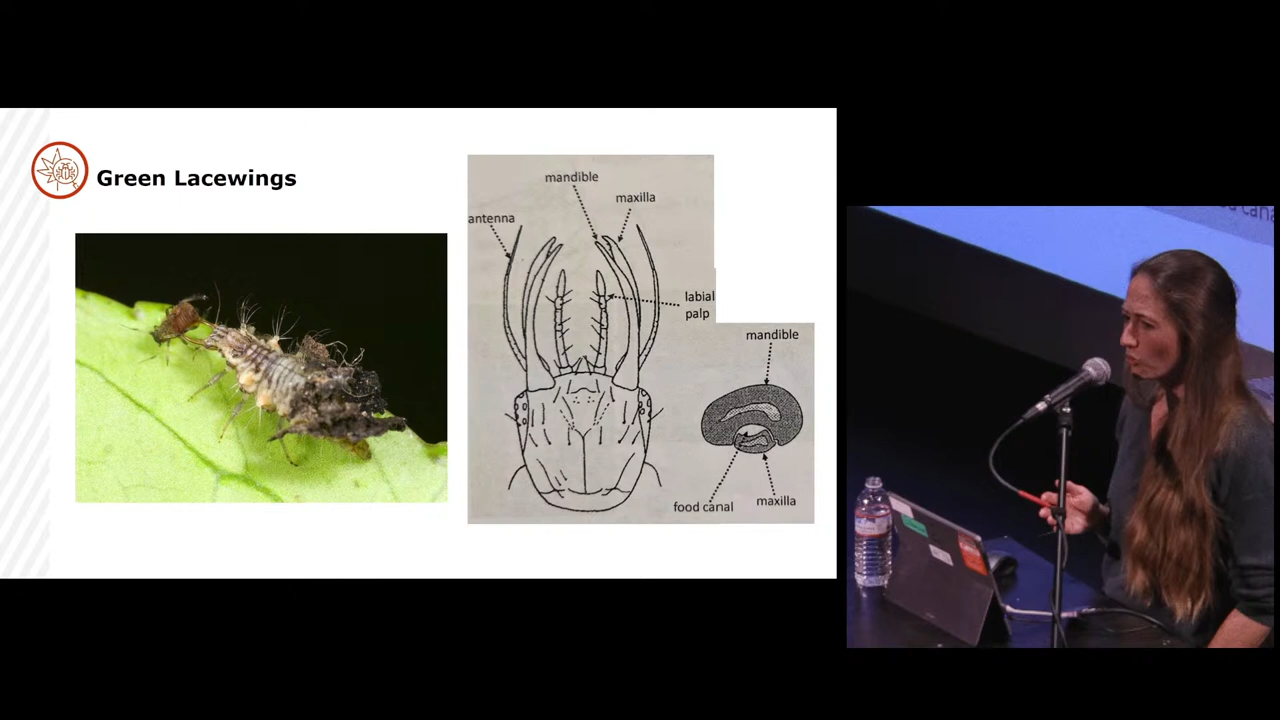 Green Lacewings
mandible
maxilla
antenna
labial
palp
mandible
food canal
maxilla